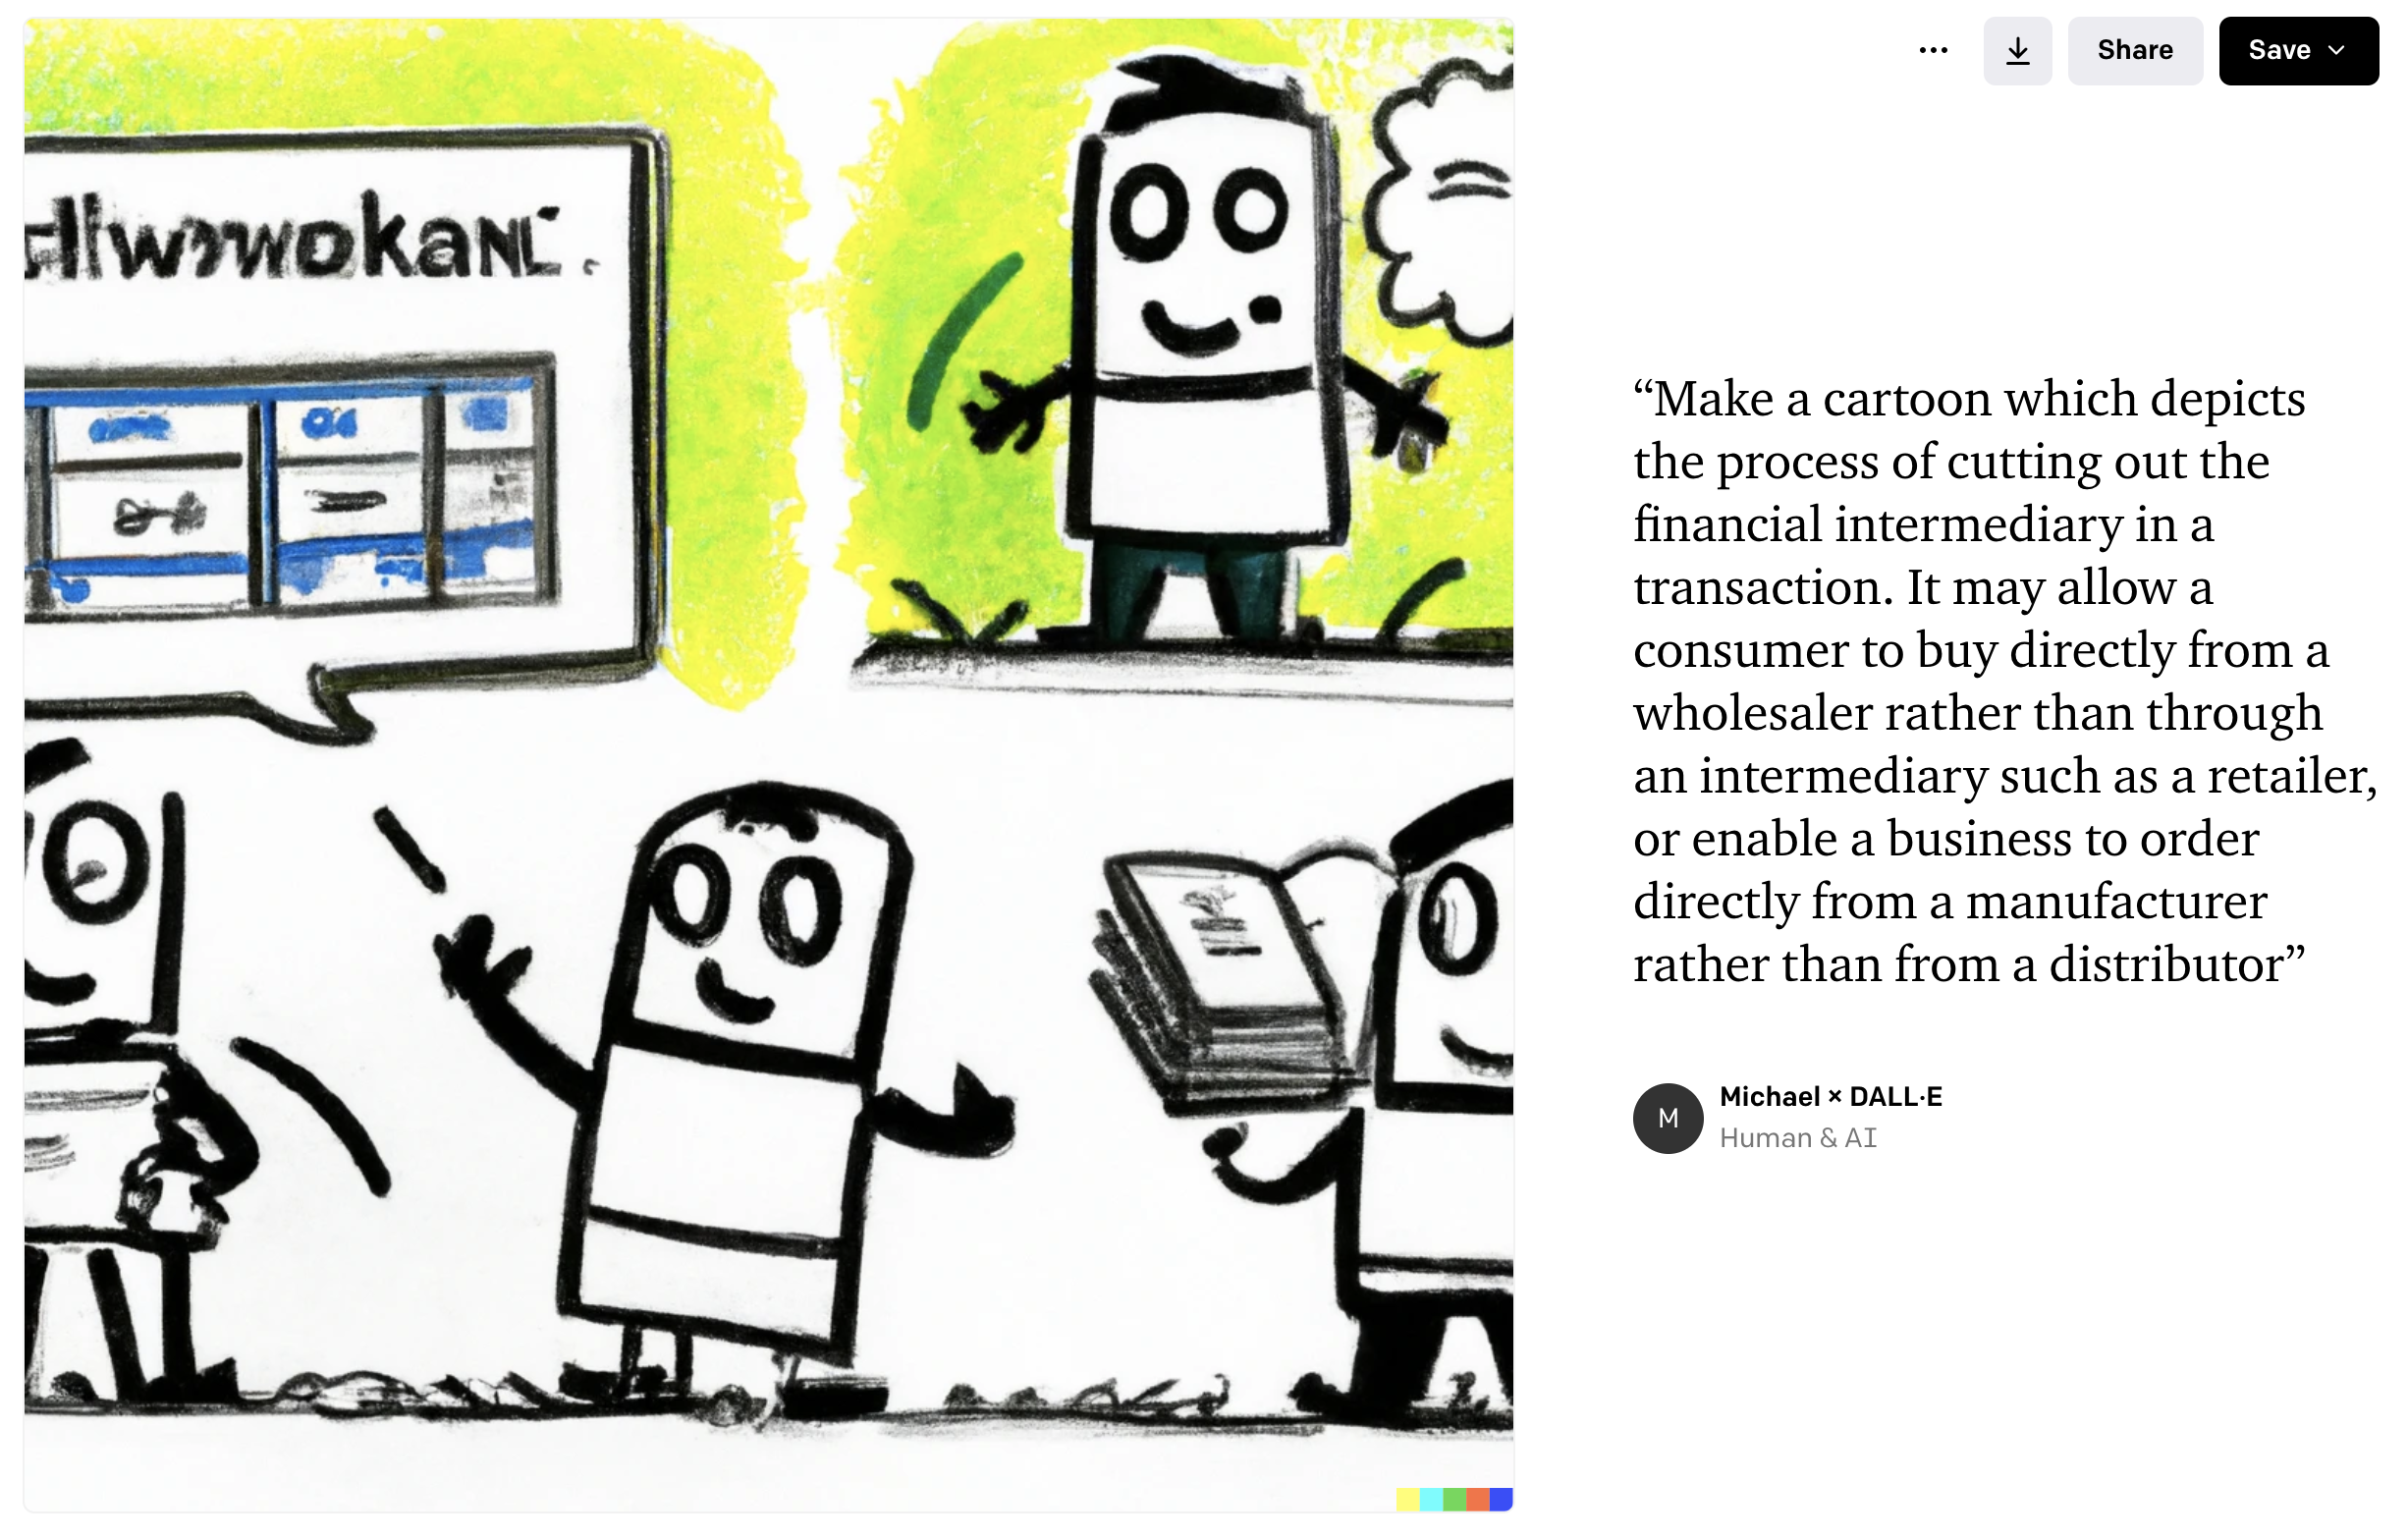 Share
Save
“Make a cartoon which depicts
the process of cutting out the
financial intermediary in a
transaction. It may allow a
consumer to buy directly from a
wholesaler rather than through
an intermediary such as a retailer,
or enable a business to order
directly from a manufacturer
rather than from a distributor”
M
Michael × DALL·E
Human & AI